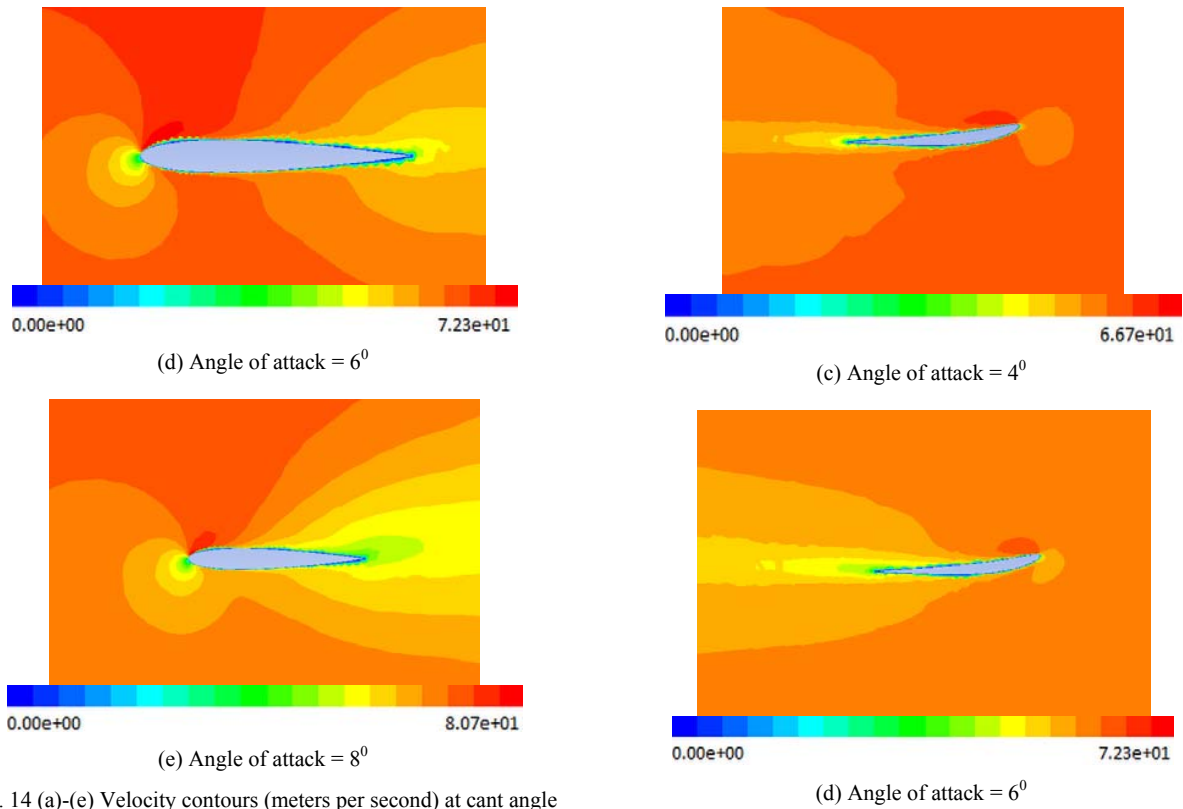 0.00e+00 7.23e+01
(d) Angle of attack = 6⁰
0.00e+00 8.07e+01
(e) Angle of attack = 8⁰
. 14 (a)-(e) Velocity contours (meters per second) at cant angle
0.00e+00 6.67e+01
(c) Angle of attack = 4⁰
0.00e+00 7.23e+01
(d) Angle of attack = 6⁰